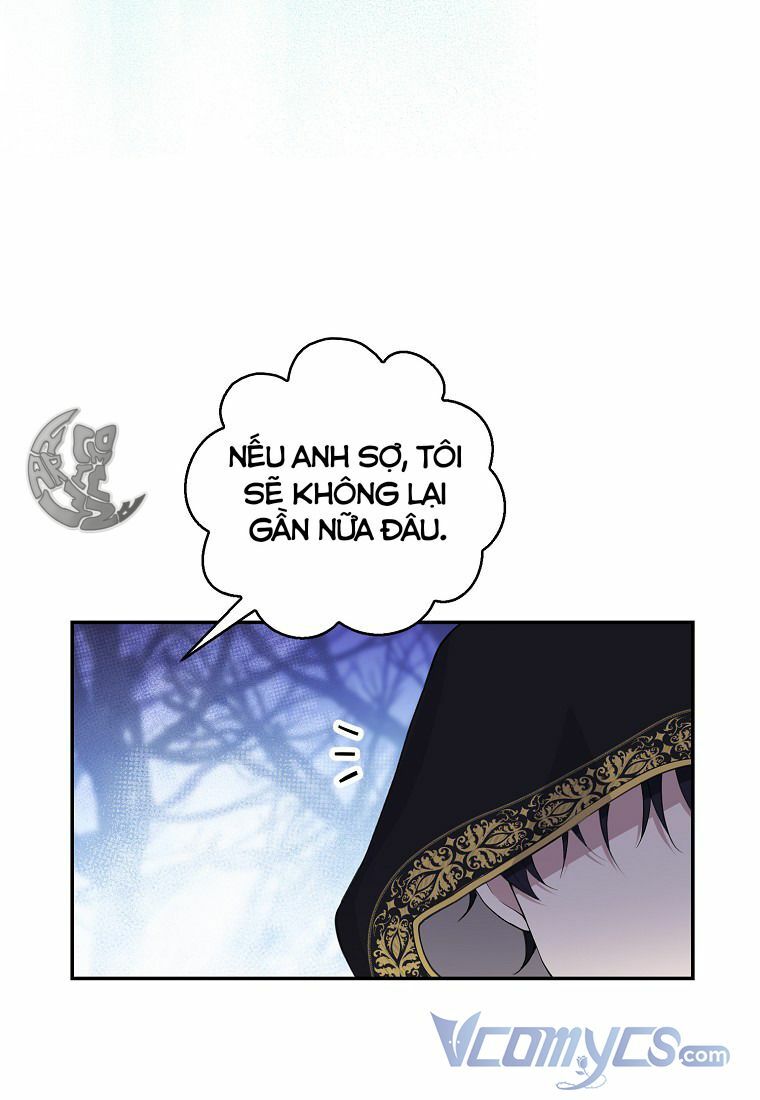 NẾU ANH SỢ, TÔI
SẼ KHÔNG LẠI
GẦN NỮA ĐÂU.
VCOMYCS.com